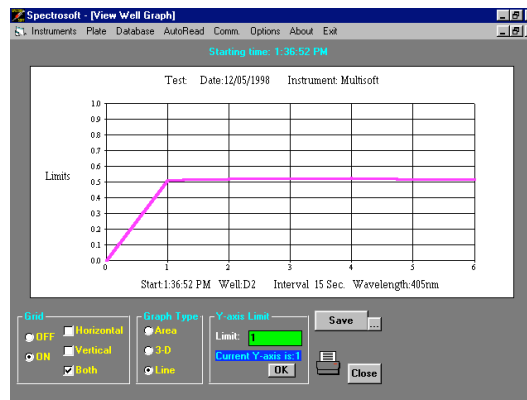 Spectrosoft - [View Well Graph]
Instruments Plate Database AutoRead Comm. Options About Exit
Starting time: 1:36:52 PM
Test: Date:12/05/1998 Instrument: Multisoft
1.0
0.9
0.8
0.7
0.6
Limits
0.5
0.4
0.3
0.2
0.1
0.0
0 1 2 3 4 5 6
Start:1:36:52 PM Well:D2 Interval 15 Sec. Wavelength:405nm
Grid
OFF
ON
Horizontal
Vertical
Both
Graph Type
Area
3-D
Line
Y-axis Limit
Limit: 1
Current Y-axis is:1
OK
Save ...
Close